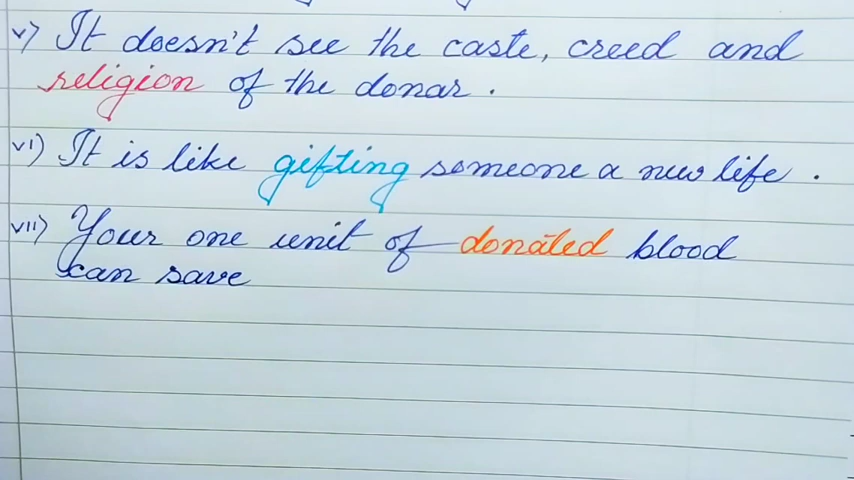 v) It doesn't see the caste, creed and
religion of the donar.
vi) It is like gifting someone a new life.
vii) Your one unit of donated blood
can save